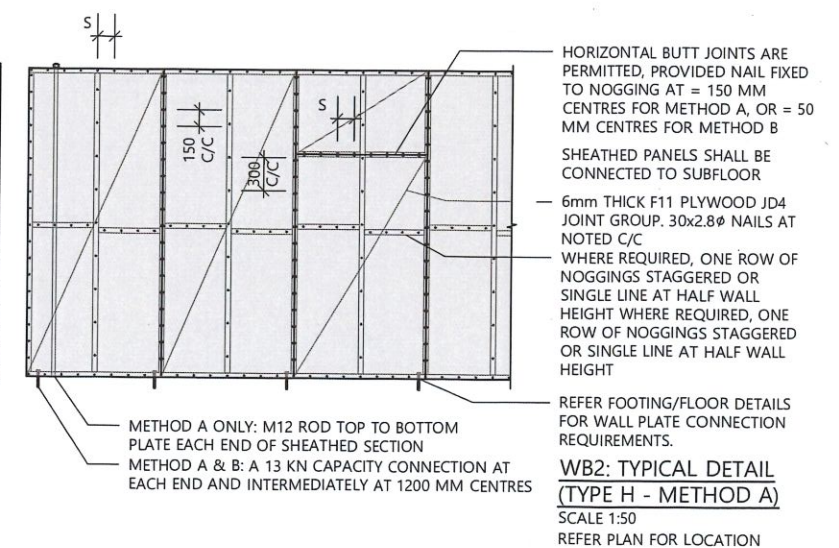 S
150
C/C
300
C/C
S
HORIZONTAL BUTT JOINTS ARE
PERMITTED, PROVIDED NAIL FIXED
TO NOGGING AT = 150 MM
CENTRES FOR METHOD A, OR = 50
MM CENTRES FOR METHOD B
SHEATHED PANELS SHALL BE
CONNECTED TO SUBFLOOR
6mm THICK F11 PLYWOOD JD4
JOINT GROUP. 30x2.8ø NAILS AT
NOTED C/C
WHERE REQUIRED, ONE ROW OF
NOGGINGS STAGGERED OR
SINGLE LINE AT HALF WALL
HEIGHT WHERE REQUIRED, ONE
ROW OF NOGGINGS STAGGERED
OR SINGLE LINE AT HALF WALL
HEIGHT
REFER FOOTING/FLOOR DETAILS
FOR WALL PLATE CONNECTION
REQUIREMENTS.
METHOD A ONLY: M12 ROD TOP TO BOTTOM
PLATE EACH END OF SHEATHED SECTION
METHOD A & B: A 13 KN CAPACITY CONNECTION AT
EACH END AND INTERMEDIATELY AT 1200 MM CENTRES
WB2: TYPICAL DETAIL
(TYPE H - METHOD A)
SCALE 1:50
REFER PLAN FOR LOCATION